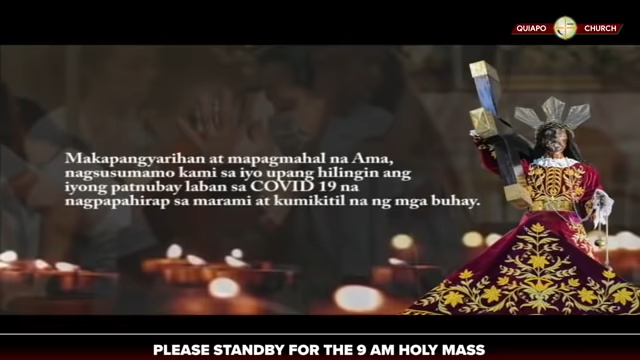 QUIAPO CHURCH
Makapangyarihan at mapagmahal na Ama,
nagsusumamo kami sa iyo upang hilingin ang
iyong patnubay laban sa COVID 19 na
nagpapahirap sa marami at kumikitil na ng mga buhay.
PLEASE STANDBY FOR THE 9 AM HOLY MASS